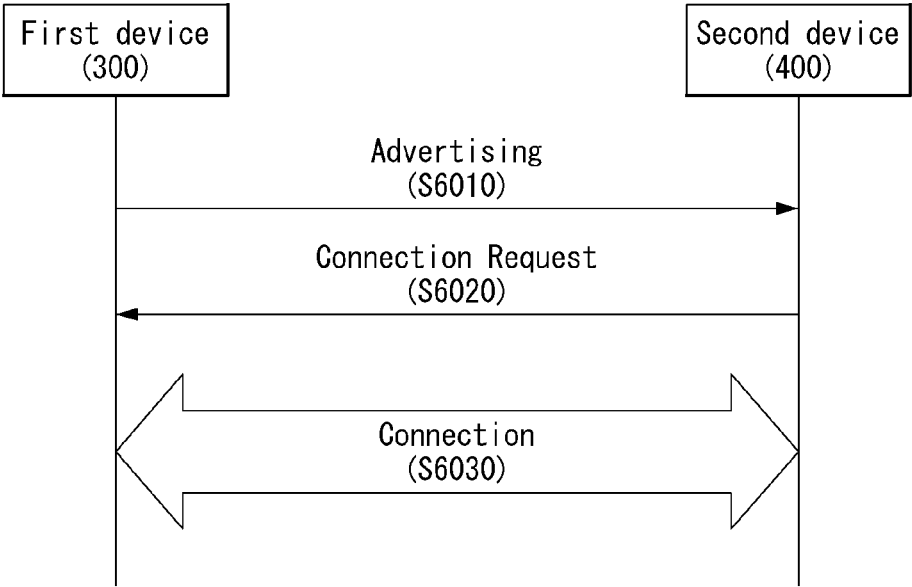 First device
(300)
Second device
(400)
Advertising
(S6010)
Connection Request
(S6020)
Connection
(S6030)